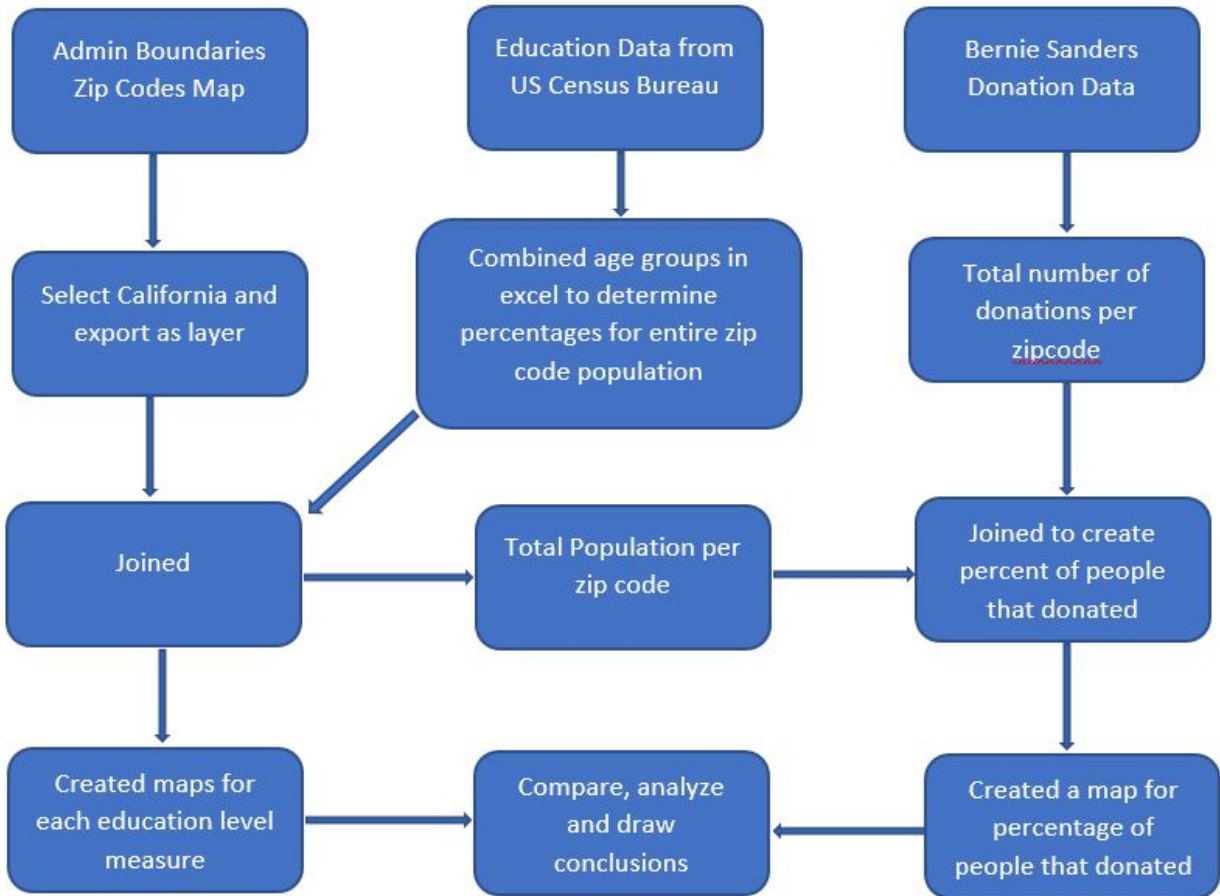 Admin Boundaries
Zip Codes Map
Education Data from
US Census Bureau
Bernie Sanders
Donation Data
Select California and
export as layer
Combined age groups in
excel to determine
percentages for entire zip
code population
Total number of
donations per
zipcode
Joined
Total Population per
zip code
Joined to create
percent of people
that donated
Created maps for
each education level
measure
Compare, analyze
and draw
conclusions
Created a map for
percentage of
people that donated